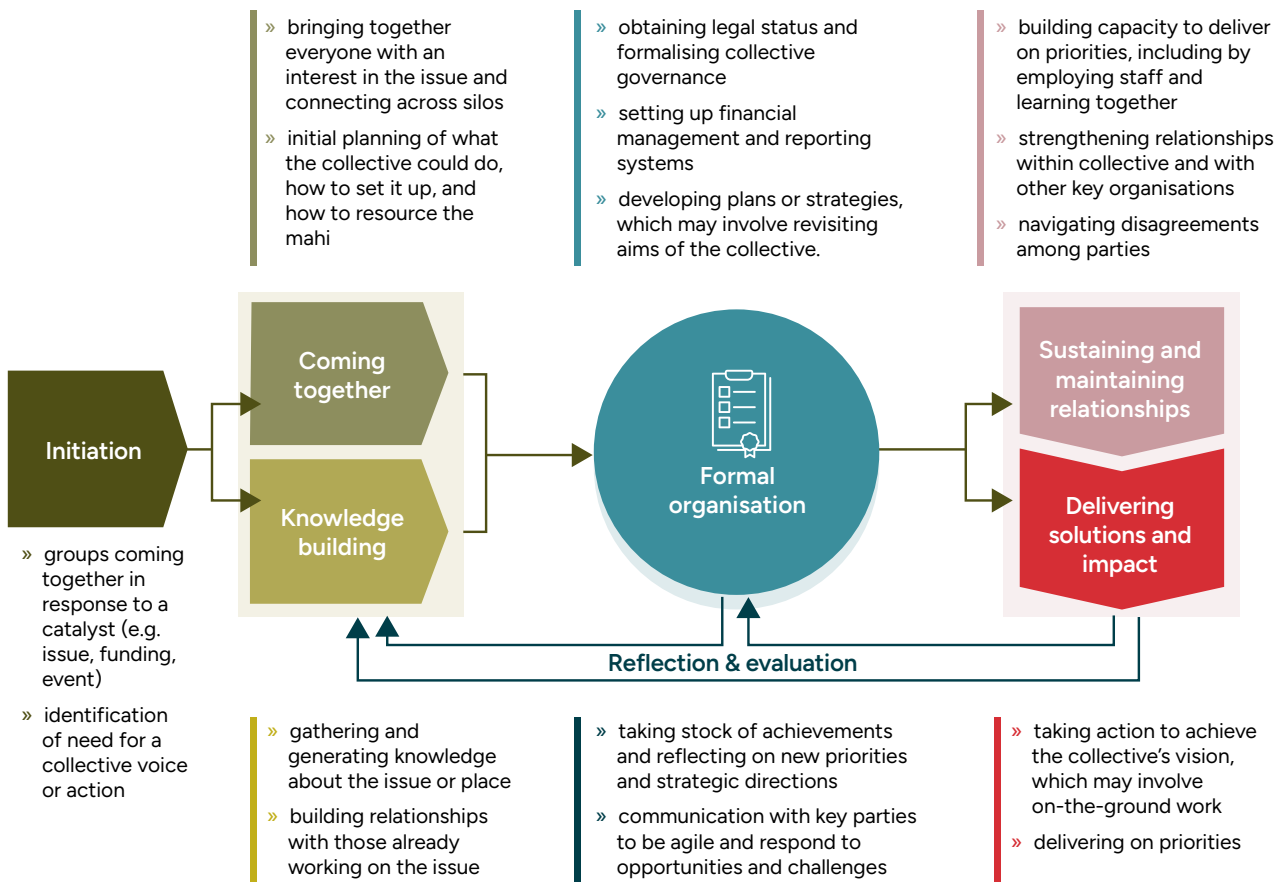 » bringing together
everyone with an
interest in the issue and
connecting across silos
» initial planning of what
the collective could do,
how to set it up, and
how to resource the
mahi
» obtaining legal status and
formalising collective
governance
» setting up financial
management and reporting
systems
» developing plans or strategies,
which may involve revisiting
aims of the collective.
» building capacity to deliver
on priorities, including by
employing staff and
learning together
» strengthening relationships
within collective and with
other key organisations
» navigating disagreements
among parties
Initiation
Coming
together
Knowledge
building
Formal
organisation
Sustaining and
maintaining
relationships
Delivering
solutions and
impact
Reflection & evaluation
» groups coming
together in
response to a
catalyst (e.g.
issue, funding,
event)
» identification
of need for a
collective voice
or action
» gathering and
generating knowledge
about the issue or place
» building relationships
with those already
working on the issue
» taking stock of achievements
and reflecting on new priorities
and strategic directions
» communication with key parties
to be agile and respond to
opportunities and challenges
» taking action to achieve
the collective’s vision,
which may involve
on-the-ground work
» delivering on priorities